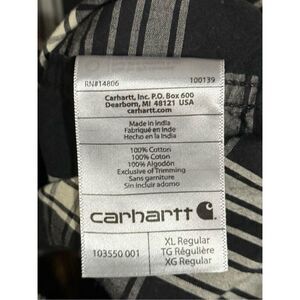 RN#14806 100139
Carhartt, Inc. P.O. Box 600
Dearborn, MI 48121 USA
carhartt.com
Made in India
Fabriqué en Inde
Hecho en la India
100% Cotton
100% Coton
100% Algodón
Exclusive of Trimming
Sans garniture
Sin incluir adorno
carhartt
103550 001
XL Regular
TG Régulière
XG Regular